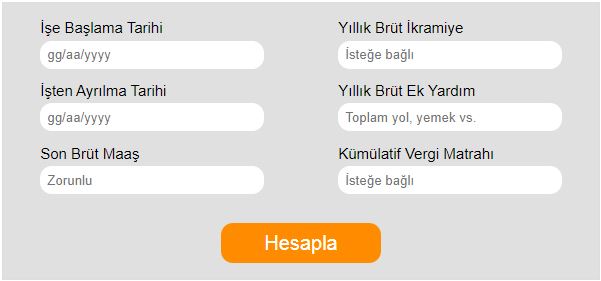 İşe Başlama Tarihi
gg/aa/yyyy
İşten Ayrılma Tarihi
gg/aa/yyyy
Son Brüt Maaş
Zorunlu
Yıllık Brüt İkramiye
İsteğe bağlı
Yıllık Brüt Ek Yardım
Toplam yol, yemek vs.
Kümülatif Vergi Matrahı
İsteğe bağlı
Hesapla